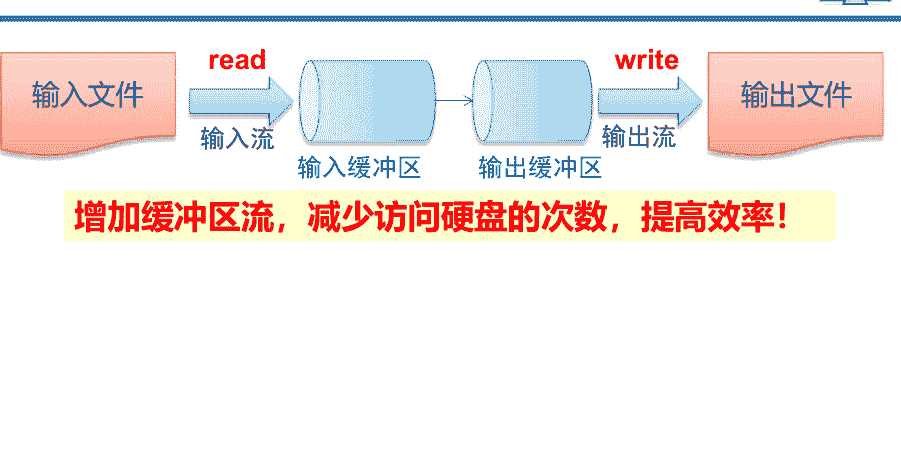 read
write
输入文件
输出文件
输入流
输出流
输入缓冲区
输出缓冲区
增加缓冲区流，减少访问硬盘的次数，提高效率！